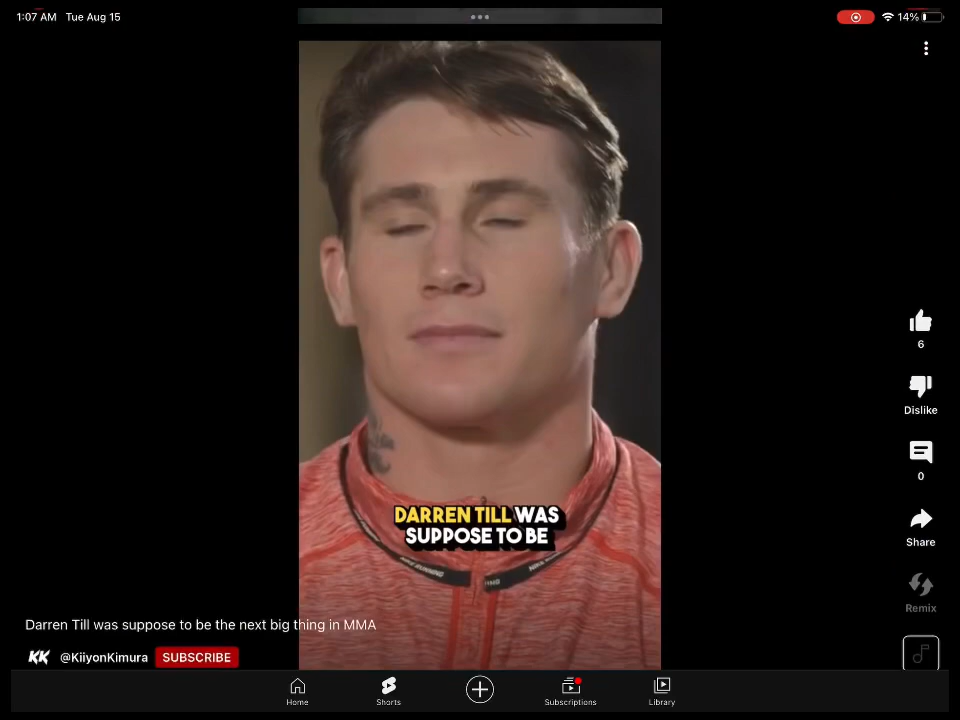 1:07 AM Tue Aug 15
14%
DARREN TILL WAS
SUPPOSE TO BE
6
Dislike
0
Share
Remix
Darren Till was suppose to be the next big thing in MMA
KK @KiiyonKimura SUBSCRIBE
Home Shorts Subscriptions Library